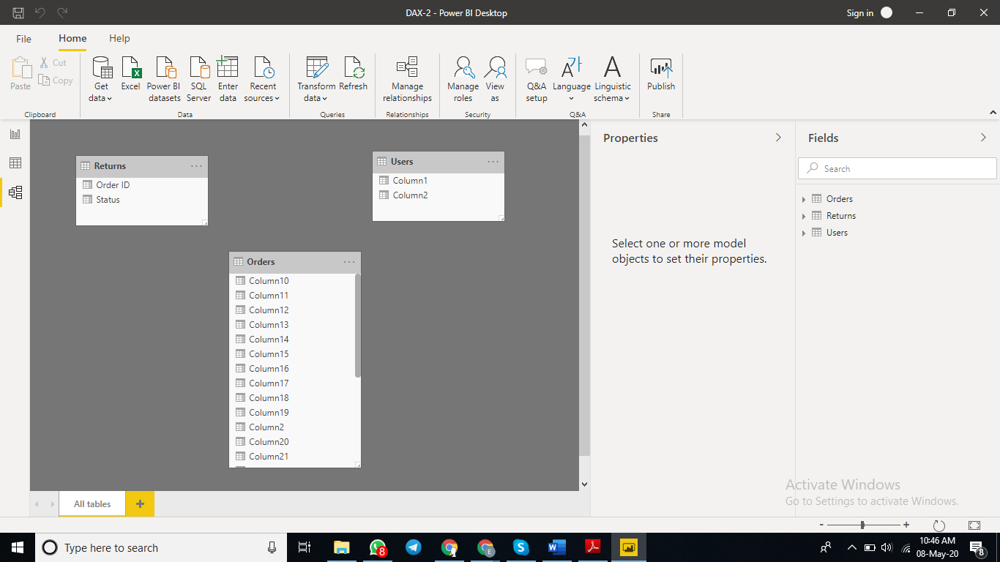 DAX-2 - Power BI Desktop
Sign in
File
Home
Help
Paste
Cut
Copy
Clipboard
Get data
Excel
Power BI datasets
SQL Server
Enter data
Recent sources
Data
Transform data
Refresh
Queries
Manage relationships
Relationships
Manage roles
View as
Security
Q&A setup
Language
Linguistic schema
Q&A
Publish
Share
Returns
Order ID
Status
Users
Column1
Column2
Orders
Column10
Column11
Column12
Column13
Column14
Column15
Column16
Column17
Column18
Column19
Column2
Column20
Column21
Properties
Select one or more model
objects to set their properties.
Fields
Search
Orders
Returns
Users
Activate Windows
Go to Settings to activate Windows.
All tables
Type here to search
8
E
10:46 AM
08-May-20
8